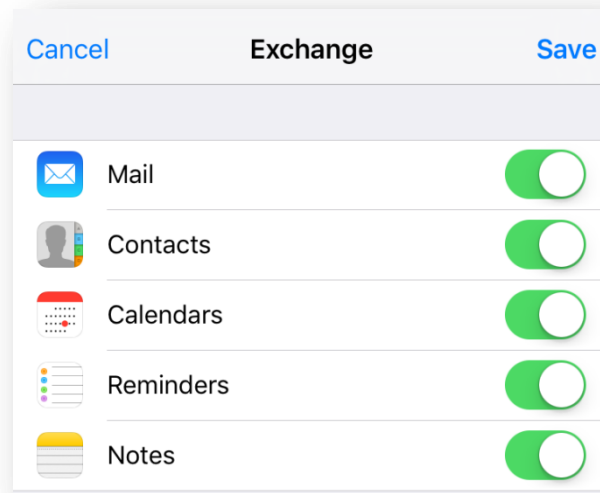 Cancel Exchange Save
Mail
Contacts
Calendars
Reminders
Notes